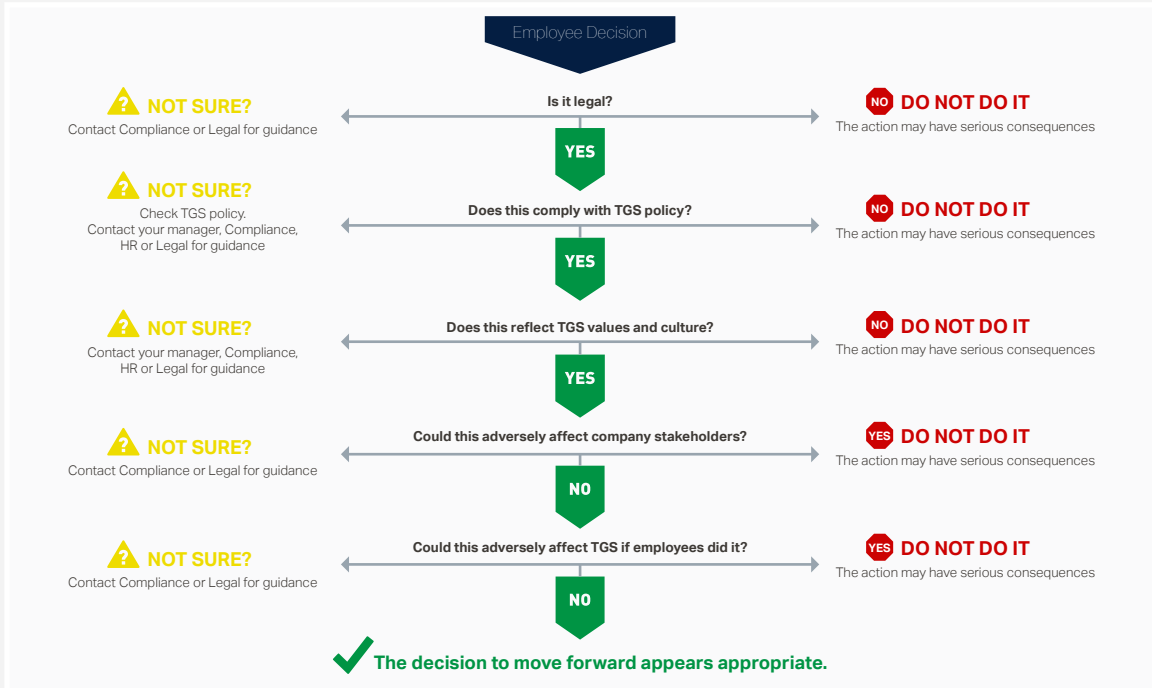 Employee Decision
? NOT SURE?
Contact Compliance or Legal for guidance
Is it legal?
YES
NO DO NOT DO IT
The action may have serious consequences
? NOT SURE?
Check TGS policy.
Contact your manager, Compliance,
HR or Legal for guidance
Does this comply with TGS policy?
YES
NO DO NOT DO IT
The action may have serious consequences
? NOT SURE?
Contact your manager, Compliance,
HR or Legal for guidance
Does this reflect TGS values and culture?
YES
NO DO NOT DO IT
The action may have serious consequences
? NOT SURE?
Contact Compliance or Legal for guidance
Could this adversely affect company stakeholders?
NO
YES DO NOT DO IT
The action may have serious consequences
? NOT SURE?
Contact Compliance or Legal for guidance
Could this adversely affect TGS if employees did it?
NO
YES DO NOT DO IT
The action may have serious consequences
The decision to move forward appears appropriate.